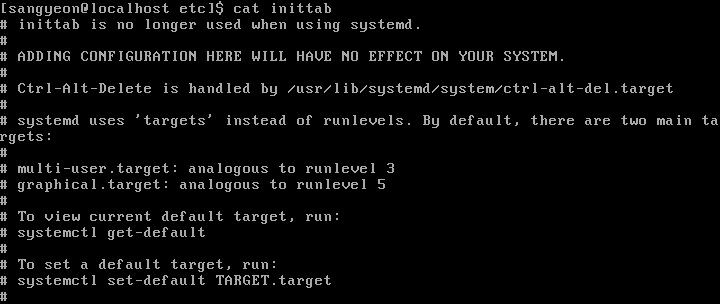 [sangyeon@localhost etc]$ cat inittab
# inittab is no longer used when using systemd.
#
# ADDING CONFIGURATION HERE WILL HAVE NO EFFECT ON YOUR SYSTEM.
#
# Ctrl-Alt-Delete is handled by /usr/lib/systemd/system/ctrl-alt-del.target
#
# systemd uses 'targets' instead of runlevels. By default, there are two main ta
rgets:
#
# multi-user.target: analogous to runlevel 3
# graphical.target: analogous to runlevel 5
#
# To view current default target, run:
# systemctl get-default
#
# To set a default target, run:
# systemctl set-default TARGET.target
#